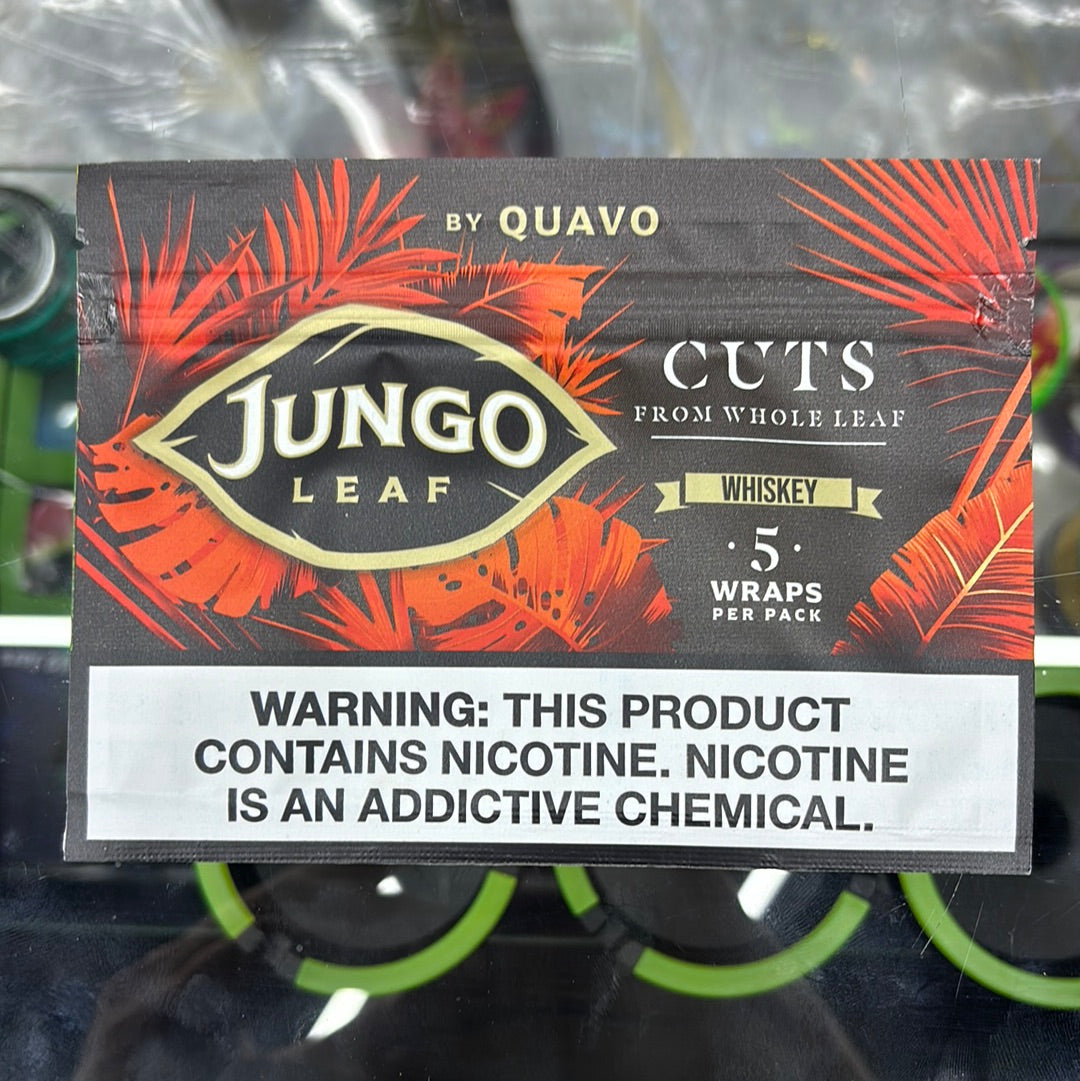 BY QUAVO
JUNGO
LEAF
CUTS
FROM WHOLE LEAF
WHISKEY
·5·
WRAPS
PER PACK
WARNING: THIS PRODUCT
CONTAINS NICOTINE. NICOTINE
IS AN ADDICTIVE CHEMICAL.